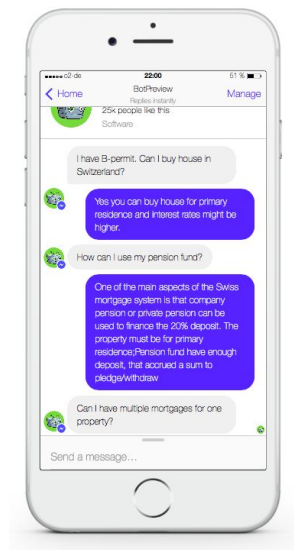 o2-de 22:00 51 %
Home BotPreview Manage
Replies instantly
25k people like this
Software
I have B-permit. Can I buy house in
Switzerland?
Yes you can buy house for primary
residence and interest rates might be
higher.
How can I use my pension fund?
One of the main aspects of the Swiss
mortgage system is that company
pension or private pension can be
used to finance the 20% deposit. The
property must be for primary
residence;Pension fund have enough
deposit, that accrued a sum to
pledge/withdraw
Can I have multiple mortgages for one
property?
Send a message…